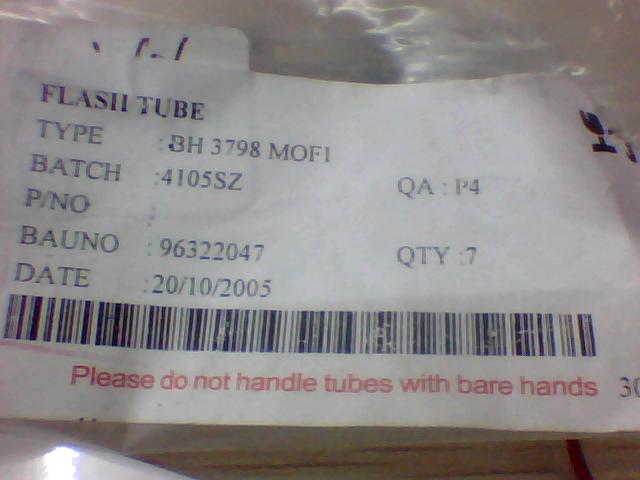 FLASH TUBE
TYPE : BH 3798 MOFI
BATCH : 4105SZ QA : P4
P/NO :
BAUNO : 96322047 QTY : 7
DATE : 20/10/2005
Please do not handle tubes with bare hands 30